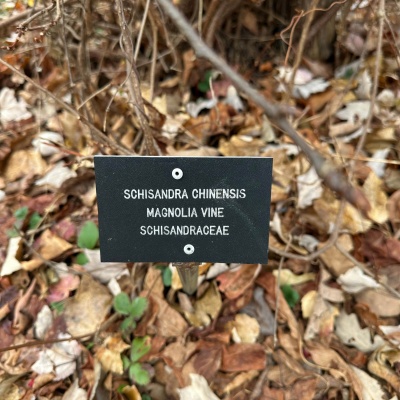 SCHISANDRA CHINENSIS
MAGNOLIA VINE
SCHISANDRACEAE